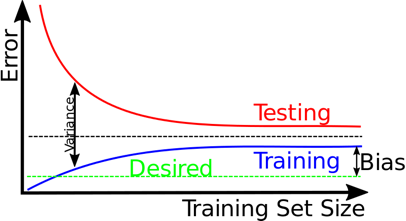 Error
Variance
Testing
Desired
Training
Bias
Training Set Size